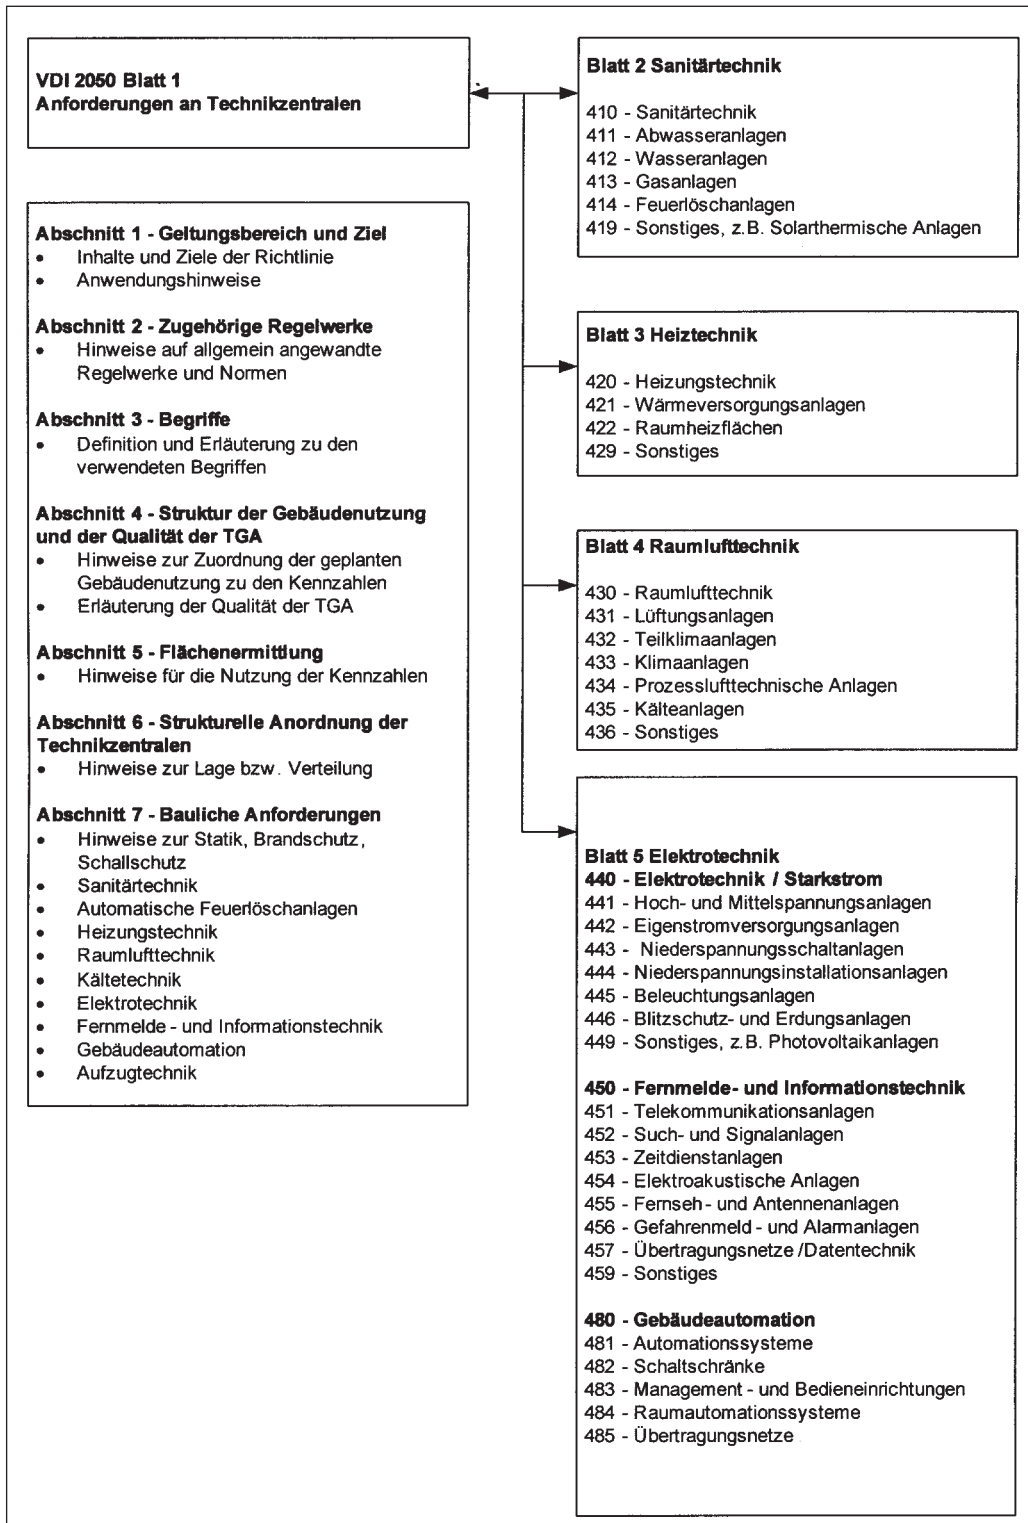 VDI 2050 Blatt 1
Anforderungen an Technikzentralen
Abschnitt 1 - Geltungsbereich und Ziel
• Inhalte und Ziele der Richtlinie
• Anwendungshinweise
Abschnitt 2 - Zugehörige Regelwerke
• Hinweise auf allgemein angewandte
Regelwerke und Normen
Abschnitt 3 - Begriffe
• Definition und Erläuterung zu den
verwendeten Begriffen
Abschnitt 4 - Struktur der Gebäudenutzung
und der Qualität der TGA
• Hinweise zur Zuordnung der geplanten
Gebäudenutzung zu den Kennzahlen
• Erläuterung der Qualität der TGA
Abschnitt 5 - Flächenermittlung
• Hinweise für die Nutzung der Kennzahlen
Abschnitt 6 - Strukturelle Anordnung der
Technikzentralen
• Hinweise zur Lage bzw. Verteilung
Abschnitt 7 - Bauliche Anforderungen
• Hinweise zur Statik, Brandschutz,
Schallschutz
• Sanitärtechnik
• Automatische Feuerlöschanlagen
• Heizungstechnik
• Raumlufttechnik
• Kältetechnik
• Elektrotechnik
• Fernmelde - und Informationstechnik
• Gebäudeautomation
• Aufzugtechnik
Blatt 2 Sanitärtechnik
410 - Sanitärtechnik
411 - Abwasseranlagen
412 - Wasseranlagen
413 - Gasanlagen
414 - Feuerlöschanlagen
419 - Sonstiges, z.B. Solarthermische Anlagen
Blatt 3 Heiztechnik
420 - Heizungstechnik
421 - Wärmeversorgungsanlagen
422 - Raumheizflächen
429 - Sonstiges
Blatt 4 Raumlufttechnik
430 - Raumlufttechnik
431 - Lüftungsanlagen
432 - Teilklimaanlagen
433 - Klimaanlagen
434 - Prozesslufttechnische Anlagen
435 - Kälteanlagen
436 - Sonstiges
Blatt 5 Elektrotechnik
440 - Elektrotechnik / Starkstrom
441 - Hoch- und Mittelspannungsanlagen
442 - Eigenstromversorgungsanlagen
443 - Niederspannungsschaltanlagen
444 - Niederspannungsinstallationsanlagen
445 - Beleuchtungsanlagen
446 - Blitzschutz- und Erdungsanlagen
449 - Sonstiges, z.B. Photovoltaikanlagen
450 - Fernmelde- und Informationstechnik
451 - Telekommunikationsanlagen
452 - Such- und Signalanlagen
453 - Zeitdienstanlagen
454 - Elektroakustische Anlagen
455 - Fernseh - und Antennenanlagen
456 - Gefahrenmeld - und Alarmanlagen
457 - Übertragungsnetze /Datentechnik
459 - Sonstiges
480 - Gebäudeautomation
481 - Automationssysteme
482 - Schaltschränke
483 - Management - und Bedieneinrichtungen
484 - Raumautomationssysteme
485 - Übertragungsnetze